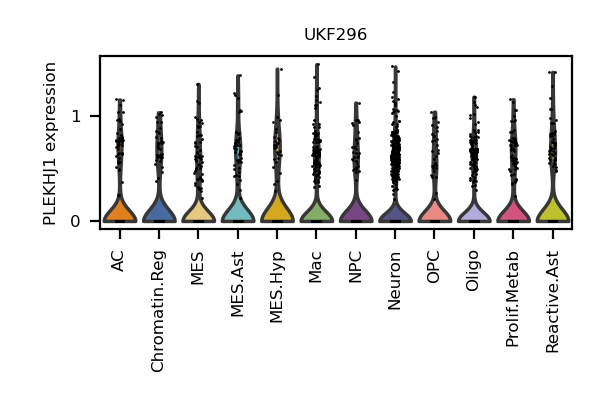 UKF296
PLEKHJ1 expression
1
0
AC
Chromatin.Reg
MES
MES.Ast
MES.Hyp
Mac
NPC
Neuron
OPC
Oligo
Prolif.Metab
Reactive.Ast